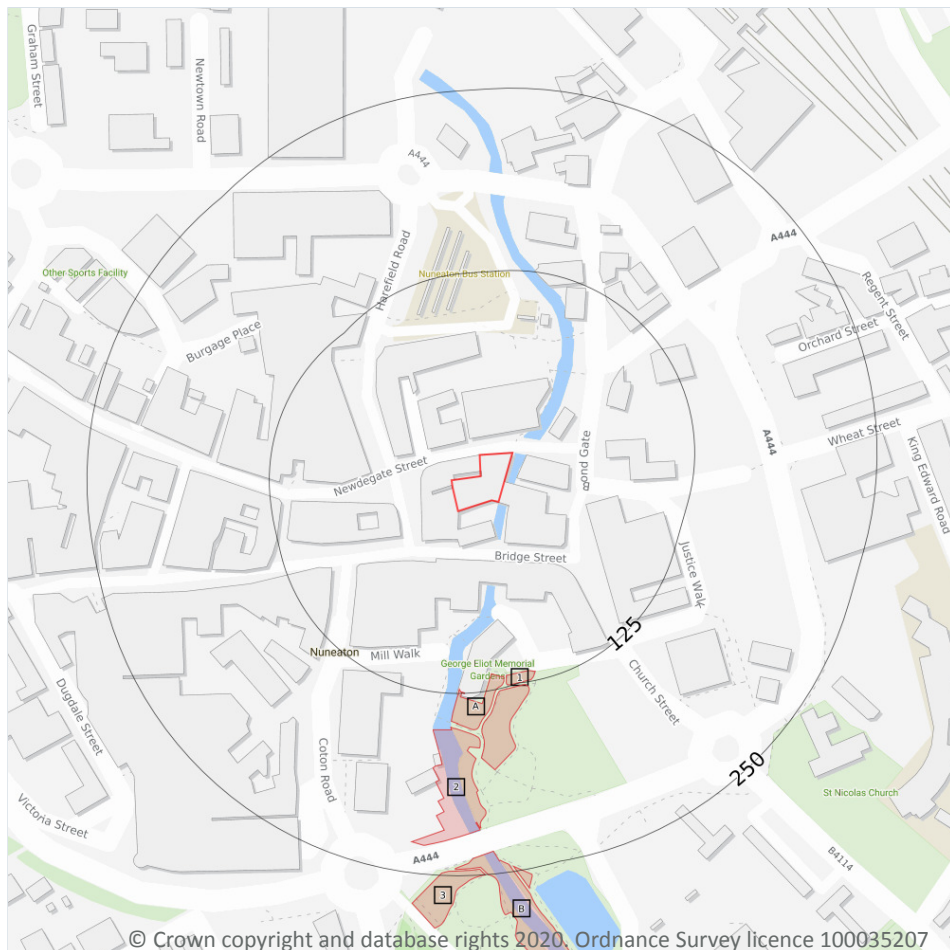 Graham Street
Newtown Road
A444
A444
Other Sports Facility
Harefield Road
Nuneaton Bus Station
Regent Street
Burgage Place
Orchard Street
A444
Wheat Street
King Edward Road
Newdegate Street
Bond Gate
Bridge Street
Justice Walk
125
Nuneaton
Mill Walk
George Eliot Memorial
Gardens
1
A
Church Street
Dugdale Street
Coton Road
250
2
St Nicolas Church
Victoria Street
A444
B4114
3
B
© Crown copyright and database rights 2020. Ordnance Survey licence 100035207